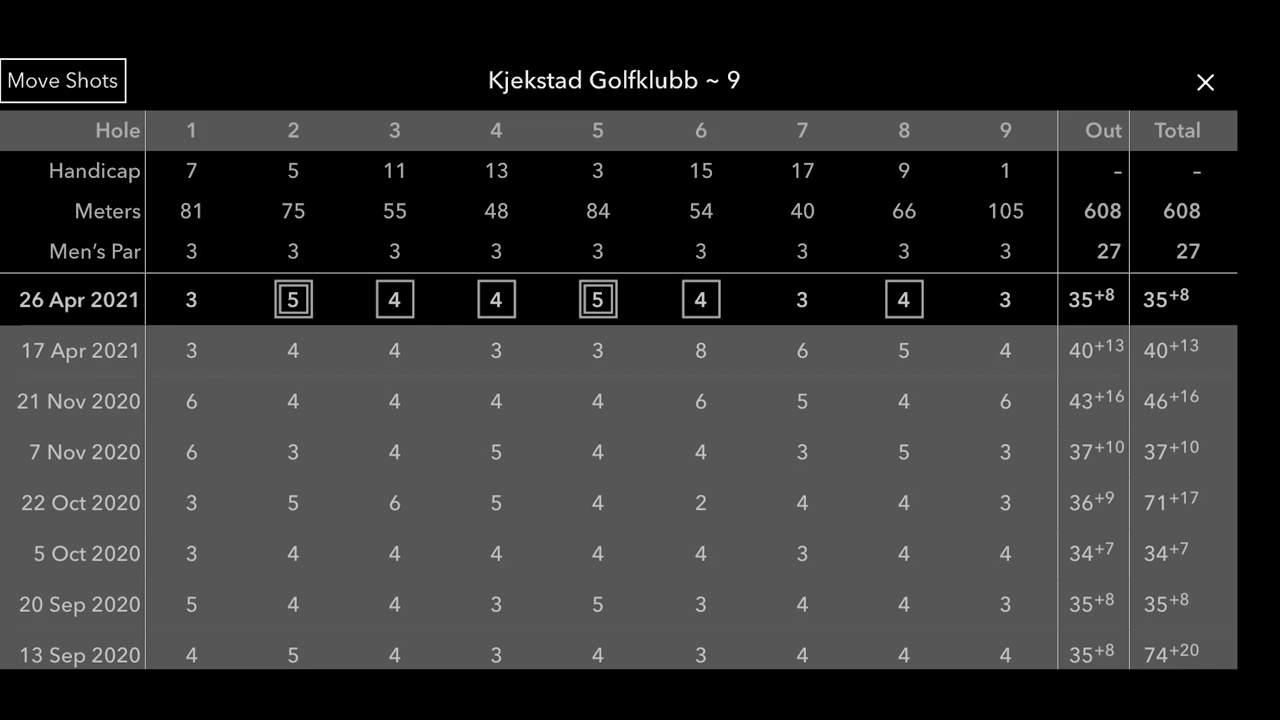 Move Shots
Kjekstad Golfklubb ~ 9
×
Hole 1 2 3 4 5 6 7 8 9 Out Total
Handicap 7 5 11 13 3 15 17 9 1 – –
Meters 81 75 55 48 84 54 40 66 105 608 608
Men’s Par 3 3 3 3 3 3 3 3 3 27 27
26 Apr 2021 3 5 4 4 5 4 3 4 3 35+8 35+8
17 Apr 2021 3 4 4 3 3 8 6 5 4 40+13 40+13
21 Nov 2020 6 4 4 4 4 6 5 4 6 43+16 46+16
7 Nov 2020 6 3 4 5 4 4 3 5 3 37+10 37+10
22 Oct 2020 3 5 6 5 4 2 4 4 3 36+9 71+17
5 Oct 2020 3 4 4 4 4 4 3 4 4 34+7 34+7
20 Sep 2020 5 4 4 3 5 3 4 4 3 35+8 35+8
13 Sep 2020 4 5 4 3 4 3 4 4 4 35+8 74+20